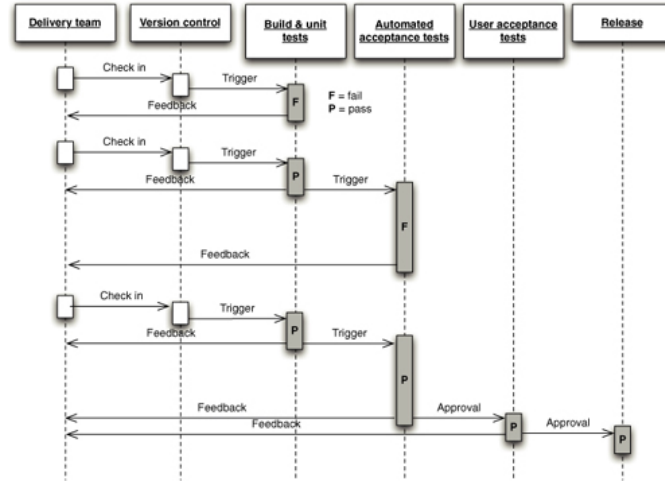 Delivery team
Version control
Build & unit
tests
Automated
acceptance tests
User acceptance
tests
Release
Check in
Trigger
Feedback
F
F = fail
P = pass
Check in
Trigger
Feedback
P
Trigger
F
Feedback
Check in
Trigger
Feedback
P
Trigger
P
Feedback
Approval
Feedback
P
Approval
P